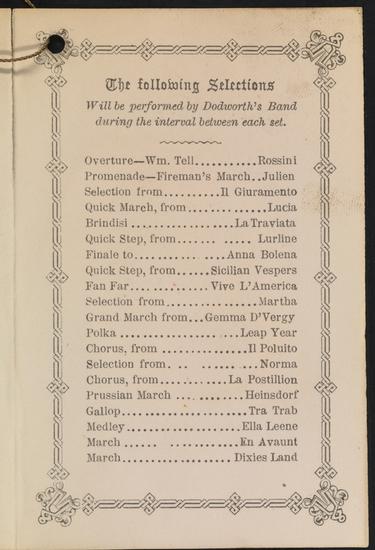 The following Selections
Will be performed by Dodworth's Band
during the interval between each set.
Overture—Wm. Tell...........Rossini
Promenade—Fireman's March..Julien
Selection from..........Il Giuramento
Quick March, from .............Lucia
Brindisi ......................La Traviata
Quick Step, from....... ..... Lurline
Finale to ....................Anna Bolena
Quick Step, from......Sicilian Vespers
Fan Far............... Vive L'America
Selection from..................Martha
Grand March from...Gemma D'Vergy
Polka .......................Leap Year
Chorus, from .............Il Poluito
Selection from.. .. ...... ....Norma
Chorus, from............La Postillion
Prussian March ... ........Heinsdorf
Gallop........................Tra Trab
Medley......................Ella Leene
March ...... ............En Avaunt
March................... Dixies Land